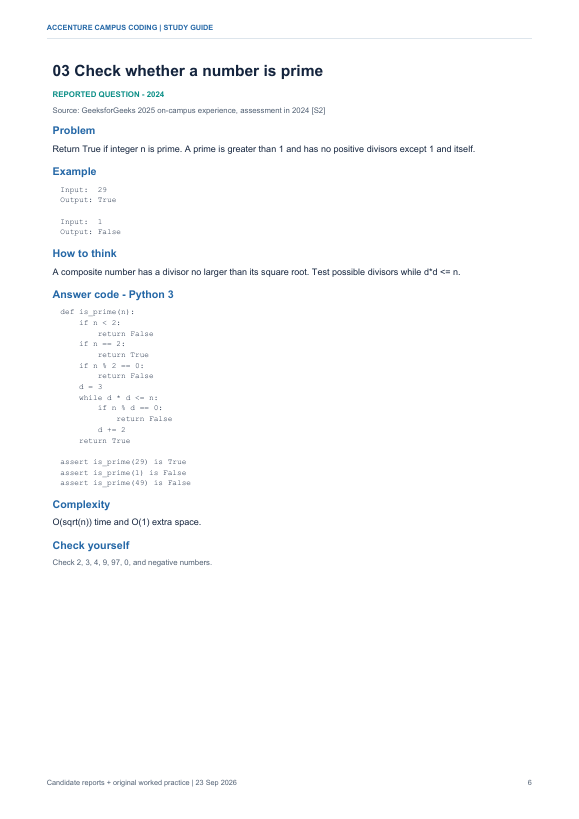 ACCENTURE CAMPUS CODING | STUDY GUIDE
03 Check whether a number is prime
REPORTED QUESTION - 2024
Source: GeeksforGeeks 2025 on-campus experience, assessment in 2024 [S2]
Problem
Return True if integer n is prime. A prime is greater than 1 and has no positive divisors except 1 and itself.
Example
Input:  29
Output: True
Input:  1
Output: False
How to think
A composite number has a divisor no larger than its square root. Test possible divisors while d*d <= n.
Answer code - Python 3
def is_prime(n):
    if n < 2:
        return False
    if n == 2:
        return True
    if n % 2 == 0:
        return False
    d = 3
    while d * d <= n:
        if n % d == 0:
            return False
        d += 2
    return True
assert is_prime(29) is True
assert is_prime(1) is False
assert is_prime(49) is False
Complexity
O(sqrt(n)) time and O(1) extra space.
Check yourself
Check 2, 3, 4, 9, 97, 0, and negative numbers.
Candidate reports + original worked practice | 23 Sep 2026
6